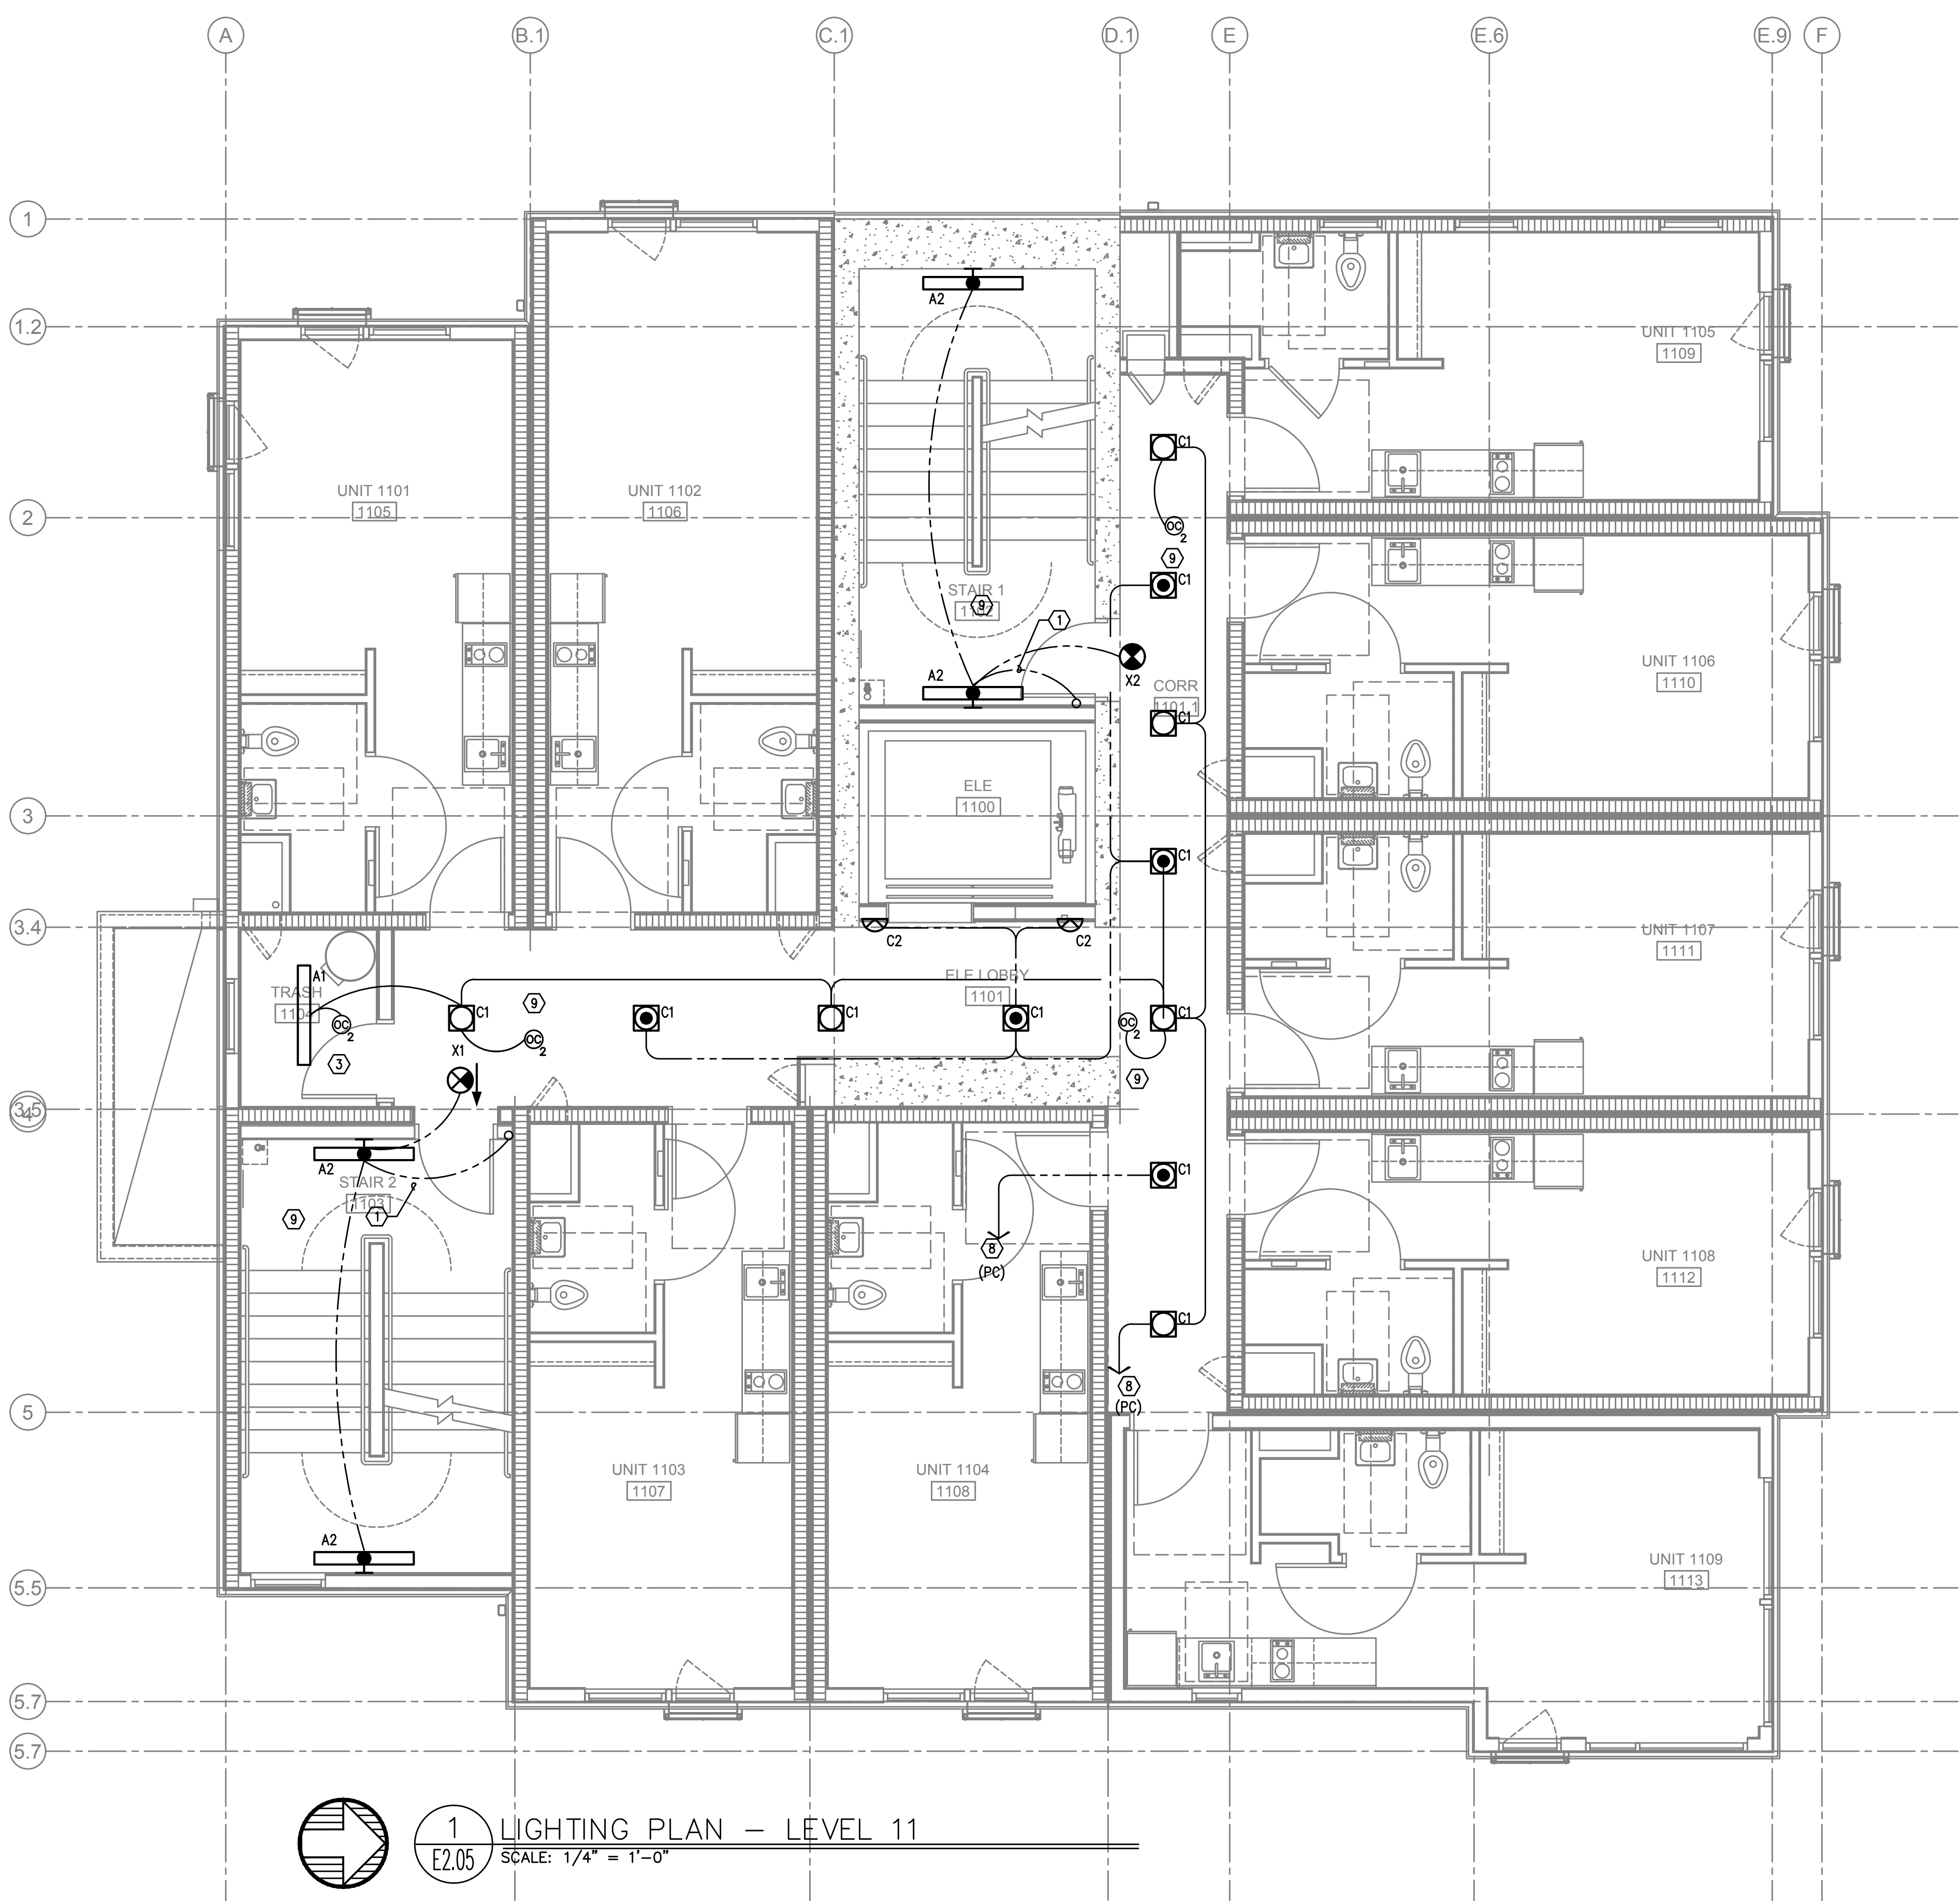 A B.1 C.1 D.1 E E.6 E.9 F
1
A2
1.2
UNIT 1105
1109
C1
UNIT 1101
1105
UNIT 1102
1106
2
OC
2
9
C1
STAIR 1
1102
9
1
A2
X2
UNIT 1106
1110
CORR
1101.1
C1
ELE
1100
3
C1
3.4
C2
C2
UNIT 1107
1111
A1
TRASH
1104
OC
2
3
C1
9
OC
2
X1
C1
C1
ELE LOBBY
1101
C1
OC
2
C1
9
3.5
4
A2
STAIR 2
1103
9
1
C1
8
(PC)
UNIT 1108
1112
C1
8
(PC)
5
UNIT 1103
1107
UNIT 1104
1108
A2
UNIT 1109
1113
5.5
5.7
5.7
1
E2.05
LIGHTING PLAN – LEVEL 11
SCALE: 1/4" = 1'-0"